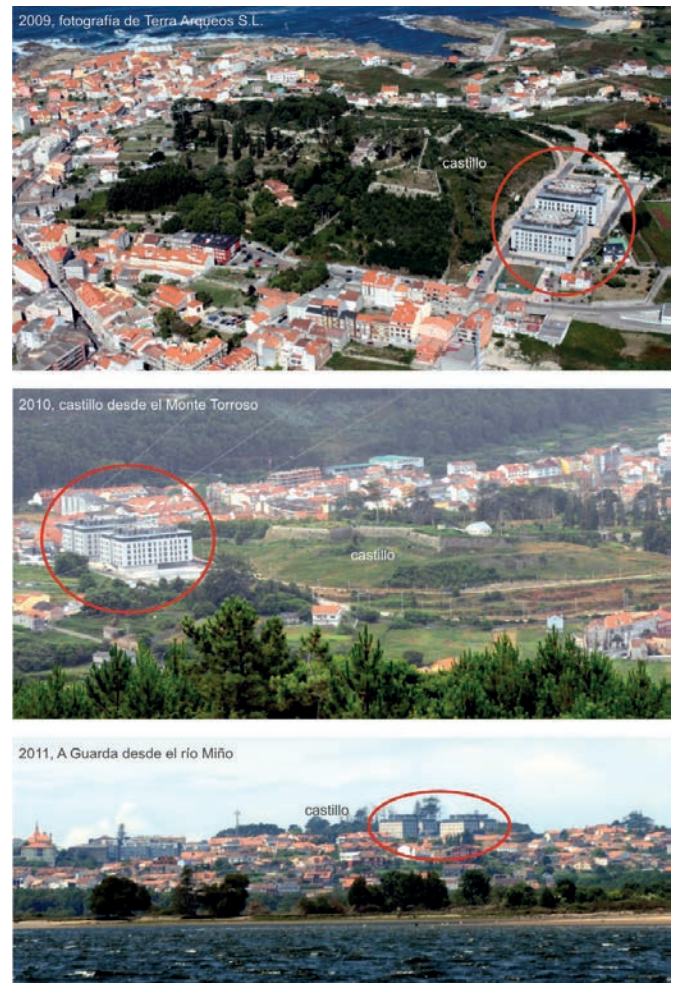 2009, fotografía de Terra Arqueos S.L.
castillo
2010, castillo desde el Monte Torroso
castillo
2011, A Guarda desde el río Miño
castillo